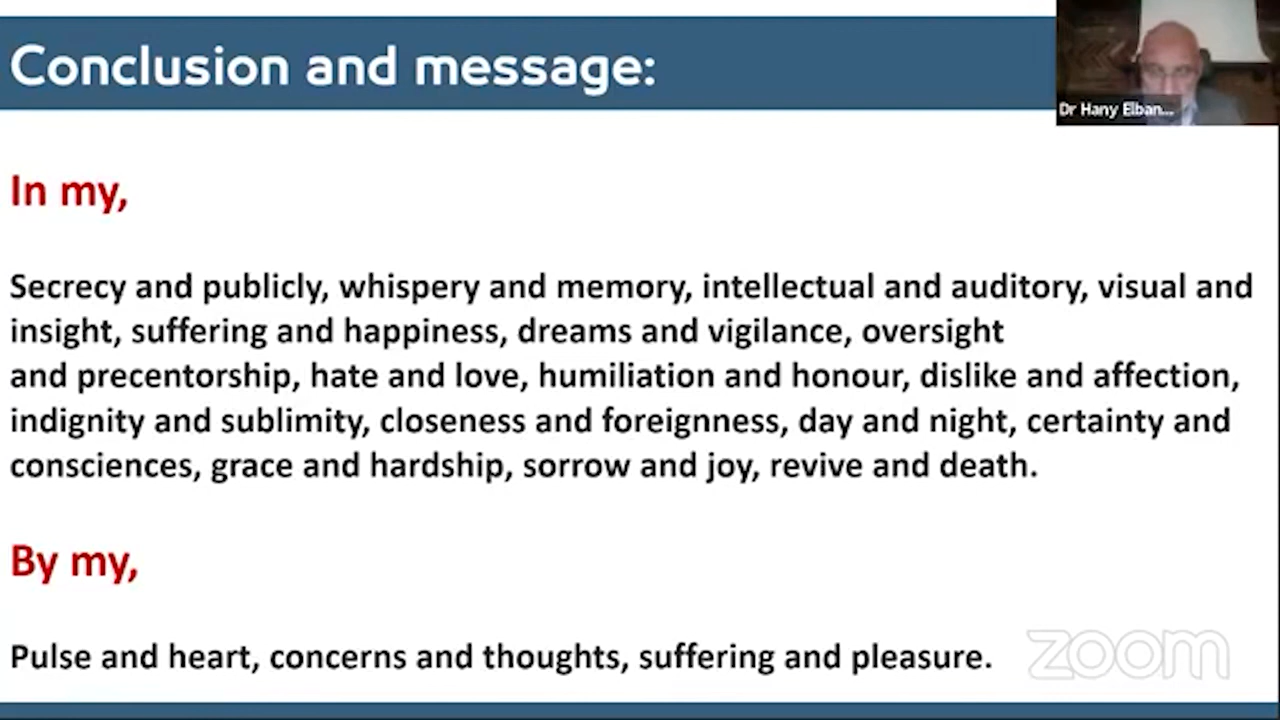 Conclusion and message:
Dr Hany Elban...
In my,
Secrecy and publicly, whispery and memory, intellectual and auditory, visual and
insight, suffering and happiness, dreams and vigilance, oversight
and precentorship, hate and love, humiliation and honour, dislike and affection,
indignity and sublimity, closeness and foreignness, day and night, certainty and
consciences, grace and hardship, sorrow and joy, revive and death.
By my,
Pulse and heart, concerns and thoughts, suffering and pleasure.
zoom